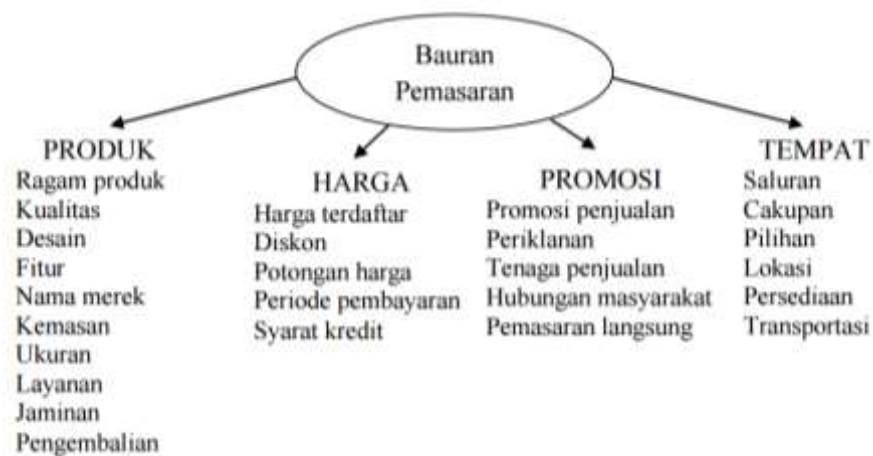 Bauran
Pemasaran
PRODUK
Ragam produk
Kualitas
Desain
Fitur
Nama merek
Kemasan
Ukuran
Layanan
Jaminan
Pengembalian
HARGA
Harga terdaftar
Diskon
Potongan harga
Periode pembayaran
Syarat kredit
PROMOSI
Promosi penjualan
Periklanan
Tenaga penjualan
Hubungan masyarakat
Pemasaran langsung
TEMPAT
Saluran
Cakupan
Pilihan
Lokasi
Persediaan
Transportasi